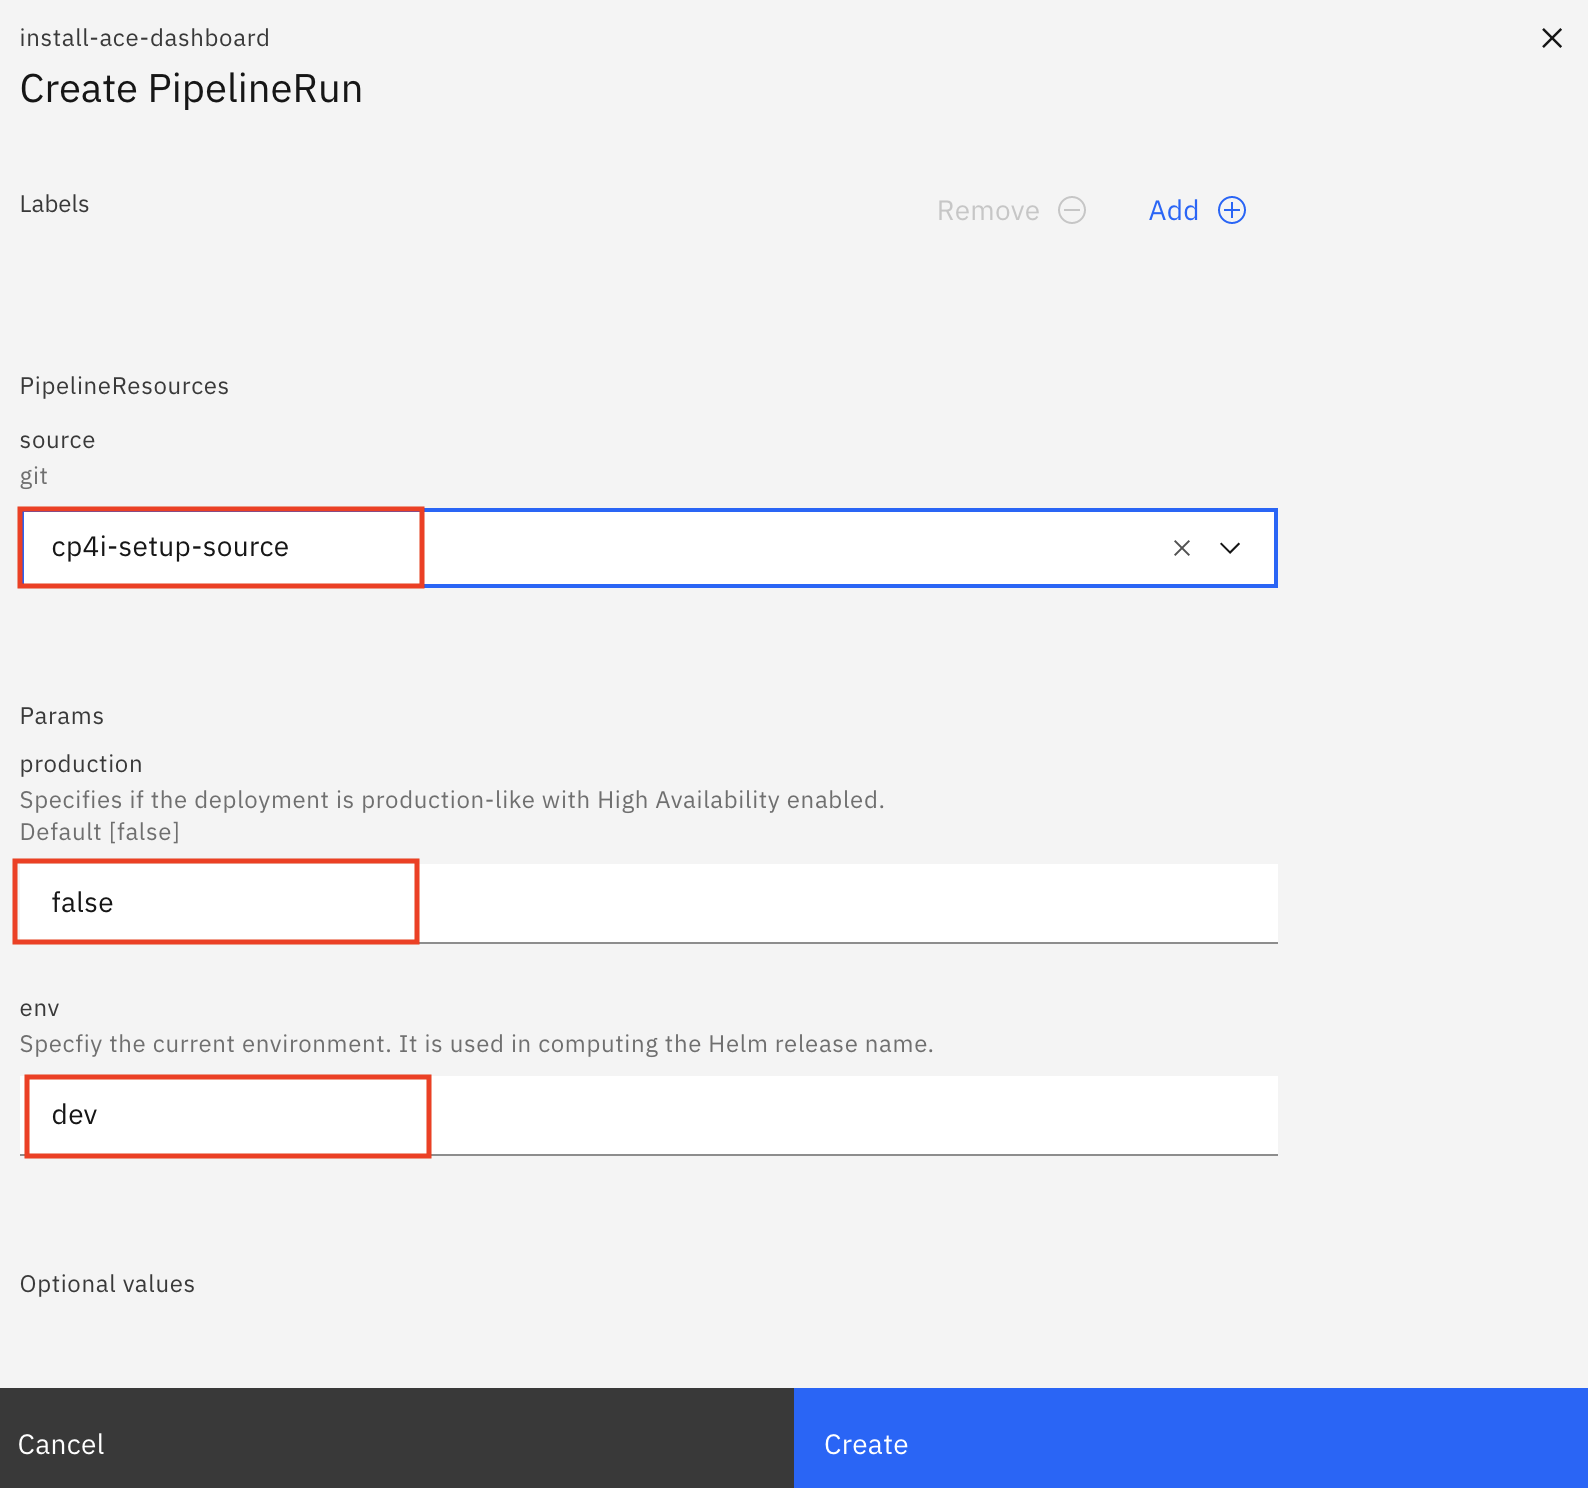 install-ace-dashboard
Create PipelineRun
Labels
Remove
Add
PipelineResources
source
git
cp4i-setup-source
Params
production
Specifies if the deployment is production-like with High Availability enabled.
Default [false]
false
env
Specfiy the current environment. It is used in computing the Helm release name.
dev
Optional values
Cancel
Create